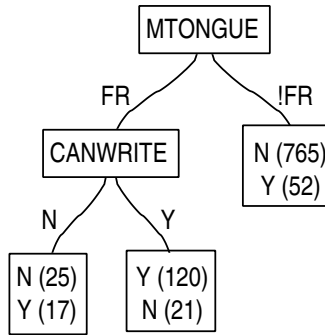 MTONGUE
FR
!FR
CANWRITE
N (765)
Y (52)
N
Y
N (25)
Y (17)
Y (120)
N (21)